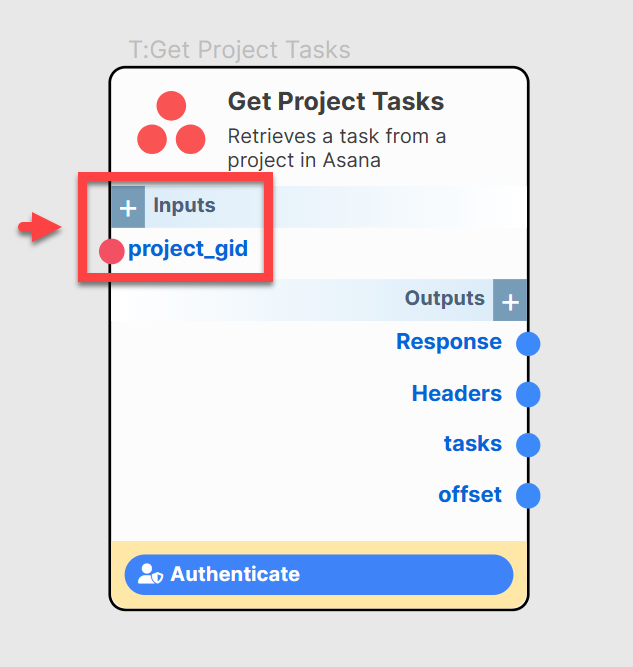 T:Get Project Tasks
Get Project Tasks
Retrieves a task from a
project in Asana
+ Inputs
project_gid
Outputs +
Response
Headers
tasks
offset
Authenticate